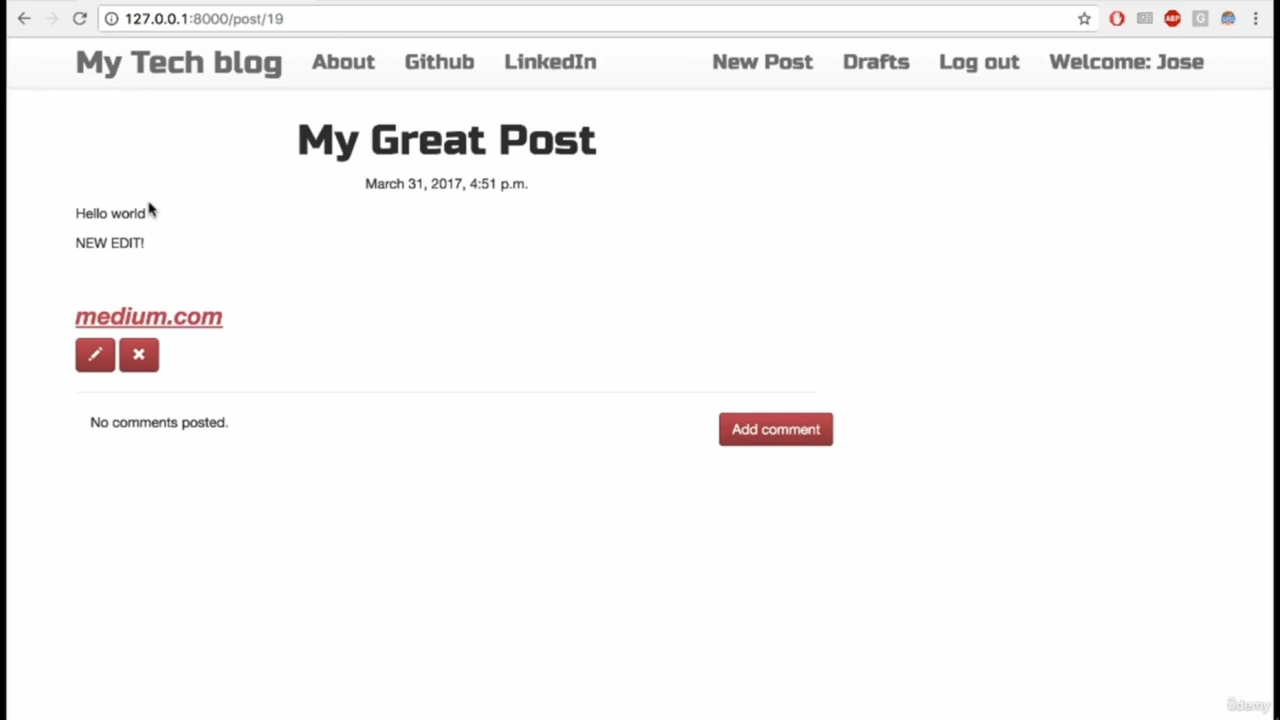 127.0.0.1:8000/post/19
ABP
G
My Tech blog About Github LinkedIn New Post Drafts Log out Welcome: Jose
My Great Post
March 31, 2017, 4:51 p.m.
Hello world
NEW EDIT!
medium.com
No comments posted.
Add comment
Udemy